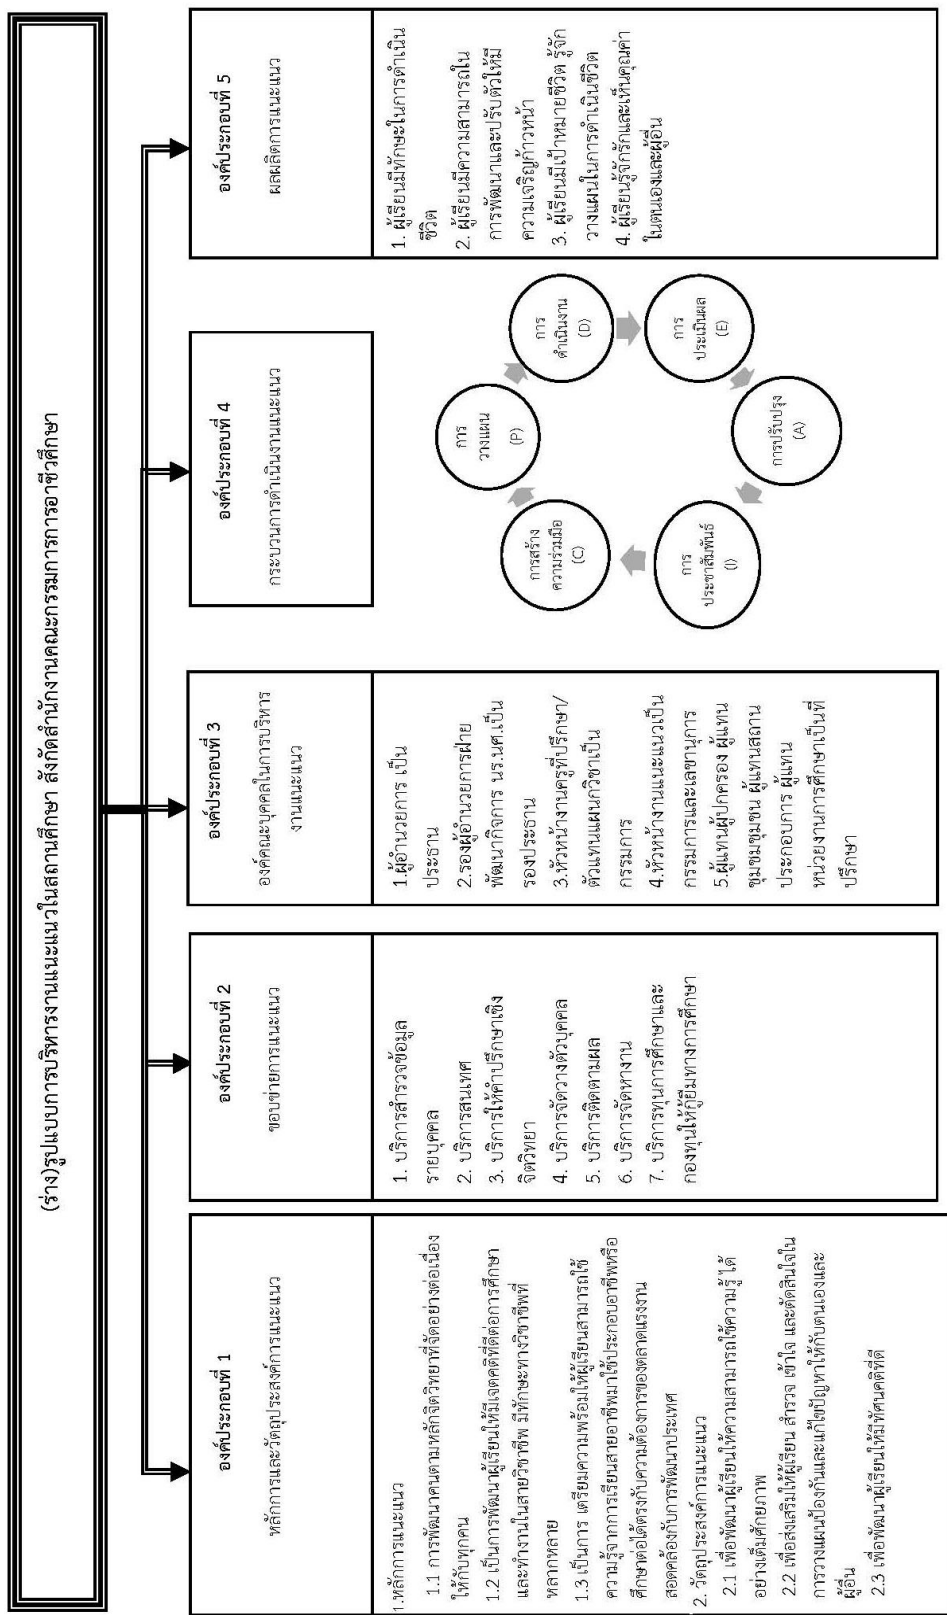 (ร่าง)รูปแบบการบริหารงานแนะแนวในสถานศึกษา สังกัดสำนักงานคณะกรรมการการอาชีวศึกษา
องค์ประกอบที่ 1
หลักการและวัตถุประสงค์การแนะแนว
1.หลักการแนะแนว
1.1 การพัฒนาคนตามหลักจิตวิทยาที่จัดอย่างต่อเนื่อง
ให้กับทุกคน
1.2 เป็นการพัฒนาผู้เรียนให้มีเจตคติที่ดีต่อการศึกษา
และทำงานในสายวิชาชีพ มีทักษะทางวิชาชีพที่
หลากหลาย
1.3 เป็นการ เตรียมความพร้อมให้ผู้เรียนสามารถใช้
ความรู้จากการเรียนสายอาชีพมาใช้ประกอบอาชีพหรือ
ศึกษาต่อได้ตรงกับความต้องการของตลาดแรงงาน
สอดคล้องกับการพัฒนาประเทศ
2. วัตถุประสงค์การแนะแนว
2.1 เพื่อพัฒนาผู้เรียนให้ความสามารถใช้ความรู้ ได้
อย่างเต็มศักยภาพ
2.2 เพื่อส่งเสริมให้ผู้เรียน สำรวจ เข้าใจ และตัดสินใจใน
การวางแผนป้องกันและแก้ไขปัญหาให้กับตนเองและ
ผู้อื่น
2.3 เพื่อพัฒนาผู้เรียนให้มีทัศนคติที่ดี
องค์ประกอบที่ 2
ขอบข่ายการแนะแนว
1. บริการสำรวจข้อมูล
รายบุคคล
2. บริการสนเทศ
3. บริการให้คำปรึกษาเชิง
จิตวิทยา
4. บริการจัดวางตัวบุคคล
5. บริการติดตามผล
6. บริการจัดหางาน
7. บริการทุนการศึกษาและ
กองทุนให้กู้ยืมทางการศึกษา
องค์ประกอบที่ 3
องค์คณะบุคคลในการบริหาร
งานแนะแนว
1.ผู้อำนวยการ เป็น
ประธาน
2.รองผู้อำนวยการฝ่าย
พัฒนากิจการ นร.นศ.เป็น
รองประธาน
3.หัวหน้างานครูที่ปรึกษา/
ตัวแทนแผนกวิชาเป็น
กรรมการ
4.หัวหน้างานแนะแนวเป็น
กรรมการและเลขานุการ
5.ผู้แทนผู้ปกครอง ผู้แทน
ชุมชมชุมชน ผู้แทนสถาน
ประกอบการ ผู้แทน
หน่วยงานการศึกษาเป็นที่
ปรึกษา
องค์ประกอบที่ 4
กระบวนการดำเนินงานแนะแนว
การ
วางแผน
(P)
การ
ดำเนินงาน
(D)
การ
ประเมินผล
(E)
การปรับปรุง
(A)
การ
ประชาสัมพันธ์
(I)
การสร้าง
ความร่วมมือ
(C)
องค์ประกอบที่ 5
ผลผลิตการแนะแนว
1. ผู้เรียนมีทักษะในการดำเนิน
ชีวิต
2. ผู้เรียนมีความสามารถใน
การพัฒนาและปรับตัวให้มี
ความเจริญก้าวหน้า
3. ผู้เรียนมีเป้าหมายชีวิต รู้จัก
วางแผนในการดำเนินชีวิต
4. ผู้เรียนรู้จักรักและเห็นคุณค่า
ในตนเองและผู้อื่น